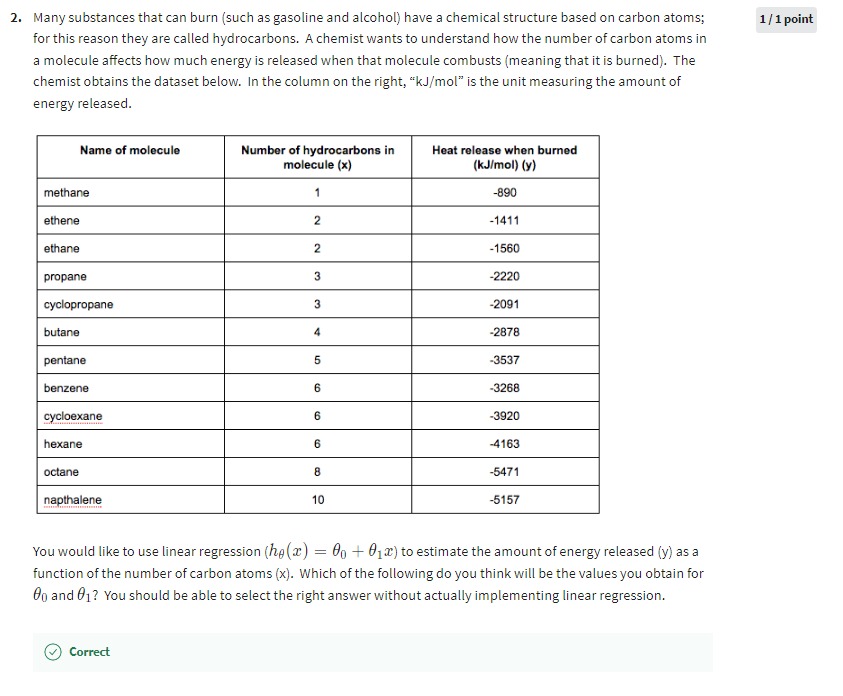 2. Many substances that can burn (such as gasoline and alcohol) have a chemical structure based on carbon atoms; 1 / 1 point
for this reason they are called hydrocarbons. A chemist wants to understand how the number of carbon atoms in
a molecule affects how much energy is released when that molecule combusts (meaning that it is burned). The
chemist obtains the dataset below. In the column on the right, “kJ/mol” is the unit measuring the amount of
energy released.
Name of molecule Number of hydrocarbons in molecule (x) Heat release when burned (kJ/mol) (y)
methane 1 -890
ethene 2 -1411
ethane 2 -1560
propane 3 -2220
cyclopropane 3 -2091
butane 4 -2878
pentane 5 -3537
benzene 6 -3268
cycloexane 6 -3920
hexane 6 -4163
octane 8 -5471
napthalene 10 -5157
You would like to use linear regression (hθ(x) = θ0 + θ1x) to estimate the amount of energy released (y) as a
function of the number of carbon atoms (x). Which of the following do you think will be the values you obtain for
θ0 and θ1? You should be able to select the right answer without actually implementing linear regression.
Correct